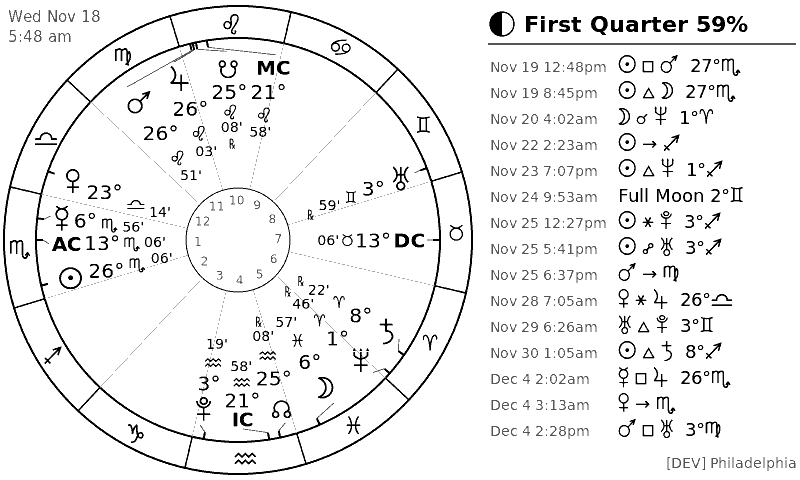 Wed Nov 18
5:48 am
◐ First Quarter 59%
Nov 19 12:48pm ☉ □ ♂ 27°♏
Nov 19 8:45pm ☉ △ ☽ 27°♏
Nov 20 4:02am ☽ ☌ ♆ 1°♈
Nov 22 2:23am ☉ → ♐
Nov 23 7:07pm ☉ △ ♆ 1°♐
Nov 24 9:53am Full Moon 2°♊
Nov 25 12:27pm ☉ ⚹ ♇ 3°♐
Nov 25 5:41pm ☉ ☍ ♅ 3°♐
Nov 25 6:37pm ♂ → ♍
Nov 28 7:05am ♀ ⚹ ♃ 26°♎
Nov 29 6:26am ♅ △ ♇ 3°♊
Nov 30 1:05am ☉ △ ♄ 8°♐
Dec 4 2:02am ☿ □ ♃ 26°♏
Dec 4 3:13am ♀ → ♏
Dec 4 2:28pm ♂ □ ♅ 3°♍
[DEV] Philadelphia
♌
♋
♊
♉
♈
♓
♒
♑
♐
♏
♎
♍
♂ 26° ♌ 51'
♃ 26° ♌ 03'
☋ 25° ♌ 08' ℞
MC 21° ♌ 58'
♅ 3° ♊ 59' ℞
DC 13° ♉ 06'
♄ 8° ♈ 22' ℞
♆ 1° ♈ 46' ℞
☽ 6° ♓ 57'
☊ 25° ♒ 08' ℞
IC 21° ♒ 58'
♇ 3° ♒ 19'
☉ 26° ♏ 06'
AC 13° ♏ 06'
☿ 6° ♏ 56'
♀ 23° ♎ 14'
1
2
3
4
5
6
7
8
9
10
11
12